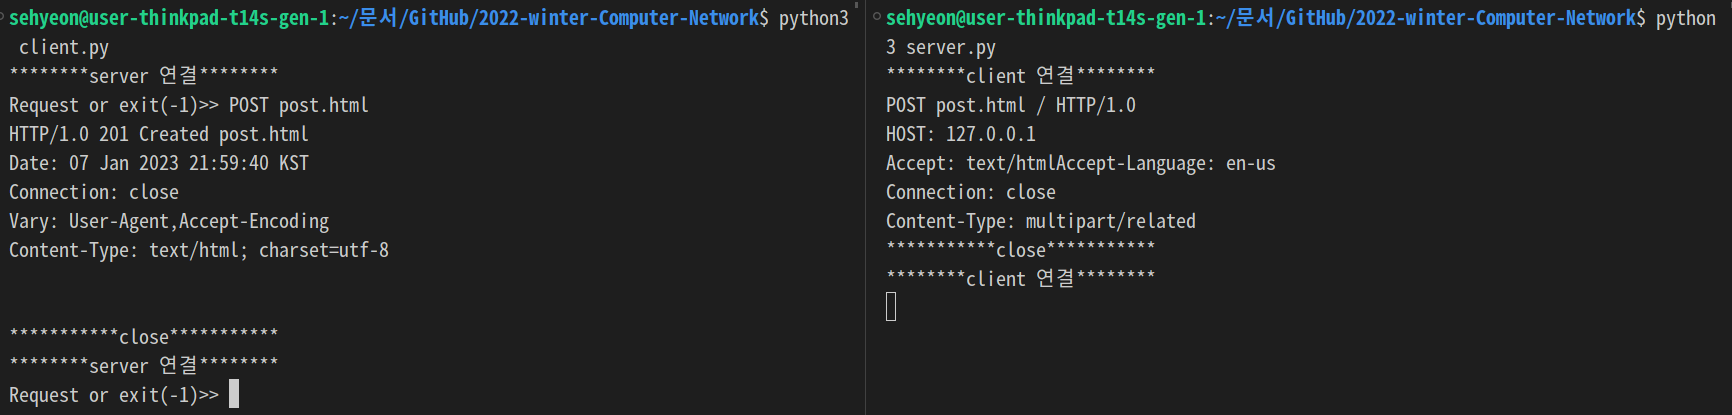 sehyeon@user-thinkpad-t14s-gen-1:~/문서/GitHub/2022-winter-Computer-Network$ python3
 client.py
********server 연결********
Request or exit(-1)>> POST post.html
HTTP/1.0 201 Created post.html
Date: 07 Jan 2023 21:59:40 KST
Connection: close
Vary: User-Agent,Accept-Encoding
Content-Type: text/html; charset=utf-8
***********close***********
********server 연결********
Request or exit(-1)>>
sehyeon@user-thinkpad-t14s-gen-1:~/문서/GitHub/2022-winter-Computer-Network$ python
3 server.py
********client 연결********
POST post.html / HTTP/1.0
HOST: 127.0.0.1
Accept: text/htmlAccept-Language: en-us
Connection: close
Content-Type: multipart/related
***********close***********
********client 연결********